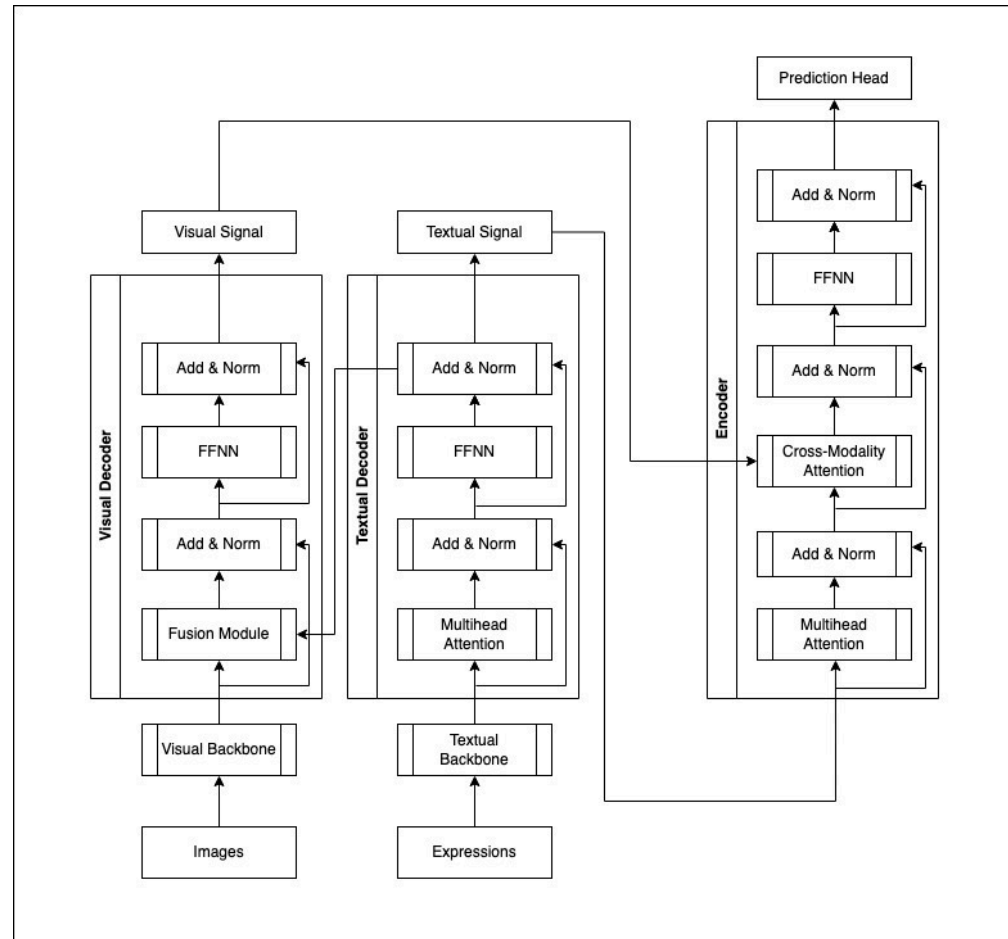 Prediction Head
Add & Norm
FFNN
Add & Norm
Cross-Modality
Attention
Add & Norm
Multihead
Attention
Encoder
Visual Signal
Add & Norm
FFNN
Add & Norm
Fusion Module
Visual Decoder
Visual Backbone
Images
Textual Signal
Add & Norm
FFNN
Add & Norm
Multihead
Attention
Textual Decoder
Textual
Backbone
Expressions